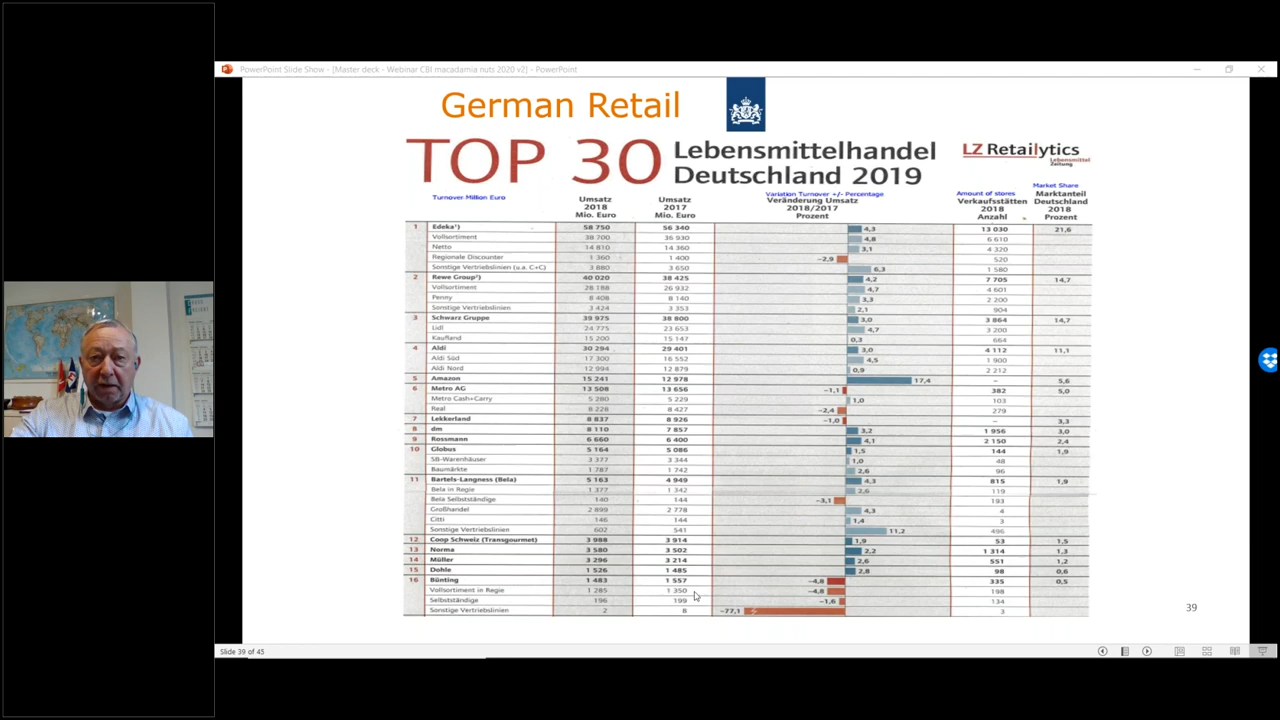 PowerPoint Slide Show - [Master deck - Webinar CBI macadamia nuts 2020 v2] - PowerPoint
German Retail
TOP 30 Lebensmittelhandel Deutschland 2019
LZ Retailytics
Lebensmittel Zeitung
Turnover Million Euro
Umsatz 2018 Mio. Euro
Umsatz 2017 Mio. Euro
Variation Turnover +/- Percentage
Veränderung Umsatz 2018/2017 Prozent
Amount of stores
Verkaufsstätten 2018 Anzahl
Market Share
Marktanteil Deutschland 2018 Prozent
1 Edeka¹) 58 750 56 340 4,3 13 030 21,6
Vollsortiment 38 700 36 930 4,8 6 610
Netto 14 810 14 360 3,1 4 320
Regionale Discounter 1 360 1 400 −2,9 520
Sonstige Vertriebslinien (u.a. C+C) 3 880 3 650 6,3 1 580
2 Rewe Group²) 40 020 38 425 4,2 7 705 14,7
Vollsortiment 28 188 26 932 4,7 4 601
Penny 8 408 8 140 3,3 2 200
Sonstige Vertriebslinien 3 424 3 353 2,1 904
3 Schwarz Gruppe 39 975 38 800 3,0 3 864 14,7
Lidl 24 775 23 653 4,7 3 200
Kaufland 15 200 15 147 0,3 664
4 Aldi 30 294 29 401 3,0 4 112 11,1
Aldi Süd 17 300 16 552 4,5 1 900
Aldi Nord 12 994 12 879 0,9 2 212
5 Amazon 15 241 12 978 17,4 – 5,6
6 Metro AG 13 508 13 656 −1,1 382 5,0
Metro Cash+Carry 5 280 5 229 1,0 103
Real 8 228 8 427 −2,4 279
7 Lekkerland 8 837 8 926 −1,0 – 3,3
8 dm 8 110 7 857 3,2 1 956 3,0
9 Rossmann 6 660 6 400 4,1 2 150 2,4
10 Globus 5 164 5 086 1,5 144 1,9
SB-Warenhäuser 3 377 3 344 1,0 48
Baumärkte 1 787 1 742 2,6 96
11 Bartels-Langness (Bela) 5 163 4 949 4,3 815 1,9
Bela in Regie 1 377 1 342 2,6 119
Bela Selbstständige 140 144 −3,1 193
Großhandel 2 899 2 778 4,3 4
Citti 146 144 1,4 3
Sonstige Vertriebslinien 602 541 11,2 496
12 Coop Schweiz (Transgourmet) 3 988 3 914 1,9 53 1,5
13 Norma 3 580 3 502 2,2 1 314 1,3
14 Müller 3 296 3 214 2,6 551 1,2
15 Dohle 1 526 1 485 2,8 98 0,6
16 Bünting 1 483 1 557 −4,8 335 0,5
Vollsortiment in Regie 1 285 1 350 −4,8 198
Selbstständige 196 199 −1,6 134
Sonstige Vertriebslinien 2 8 −77,1 3
39
Slide 39 of 45